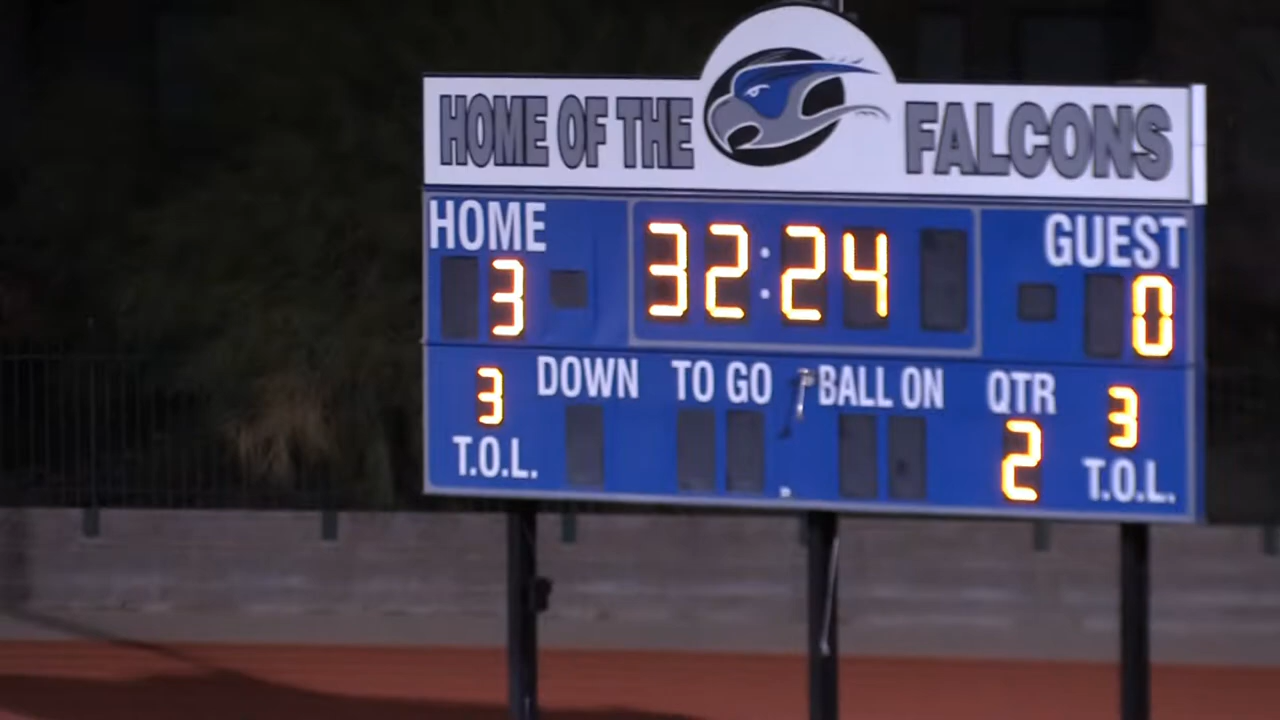 HOME OF THE FALCONS
HOME 32:24 GUEST
3 0
3 DOWN TO GO BALL ON QTR 3
T.O.L. 2 T.O.L.